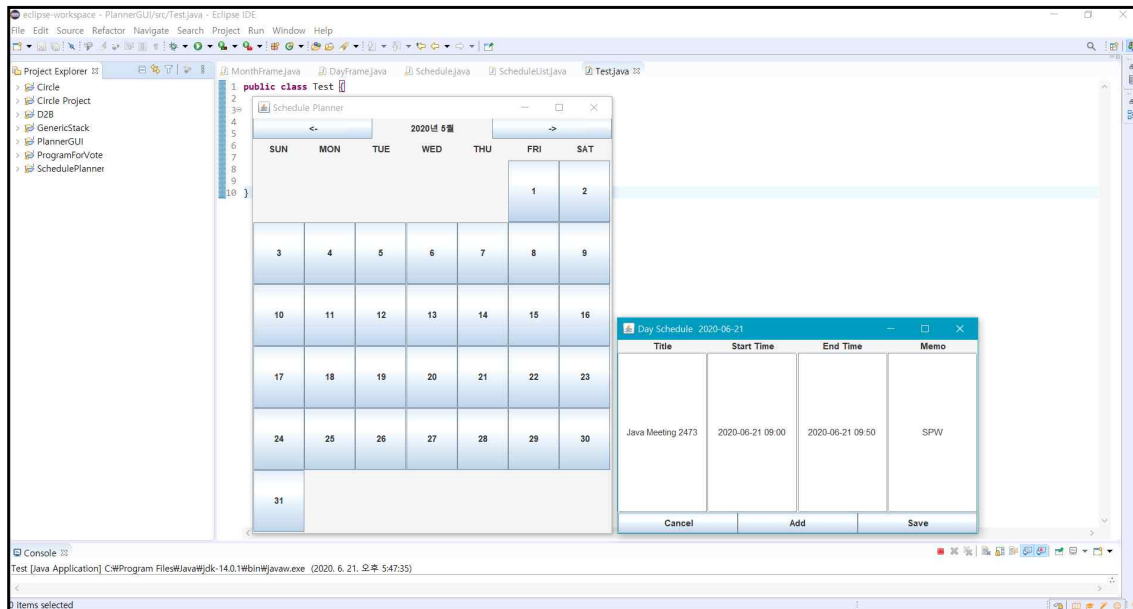 eclipse-workspace - PlannerGUI/src/Test.java - Eclipse IDE
File Edit Source Refactor Navigate Search Project Run Window Help
Project Explorer
MonthFrame.java DayFrame.java Schedule.java ScheduleList.java Test.java
Circle
Circle Project
D2B
GenericStack
PlannerGUI
ProgramForVote
SchedulePlanner
1 public class Test {
2
3
4
5
6
7
8
9
10 }
Schedule Planner
<- 2020년 5월 ->
SUN MON TUE WED THU FRI SAT
1 2
3 4 5 6 7 8 9
10 11 12 13 14 15 16
17 18 19 20 21 22 23
24 25 26 27 28 29 30
31
Day Schedule 2020-06-21
Title Start Time End Time Memo
Java Meeting 2473 2020-06-21 09:00 2020-06-21 09:50 SPW
Cancel Add Save
Console
Test [Java Application] C:₩Program Files₩Java₩jdk-14.0.1₩bin₩javaw.exe (2020. 6. 21. 오후 5:47:35)
0 items selected